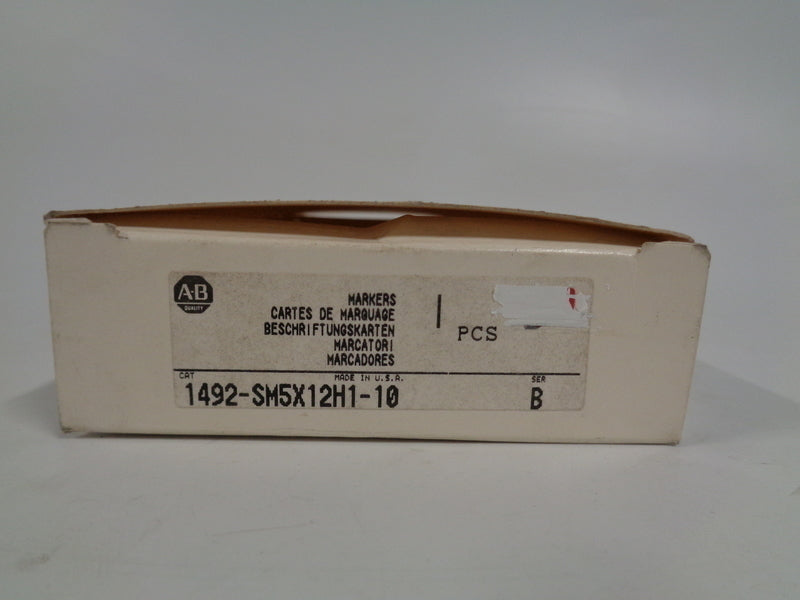 A-B
QUALITY
MARKERS
CARTES DE MARQUAGE
BESCHRIFTUNGSKARTEN
MARCATORI
MARCADORES
PCS
CAT
MADE IN U.S.A.
SER
1492-SM5X12H1-10
B